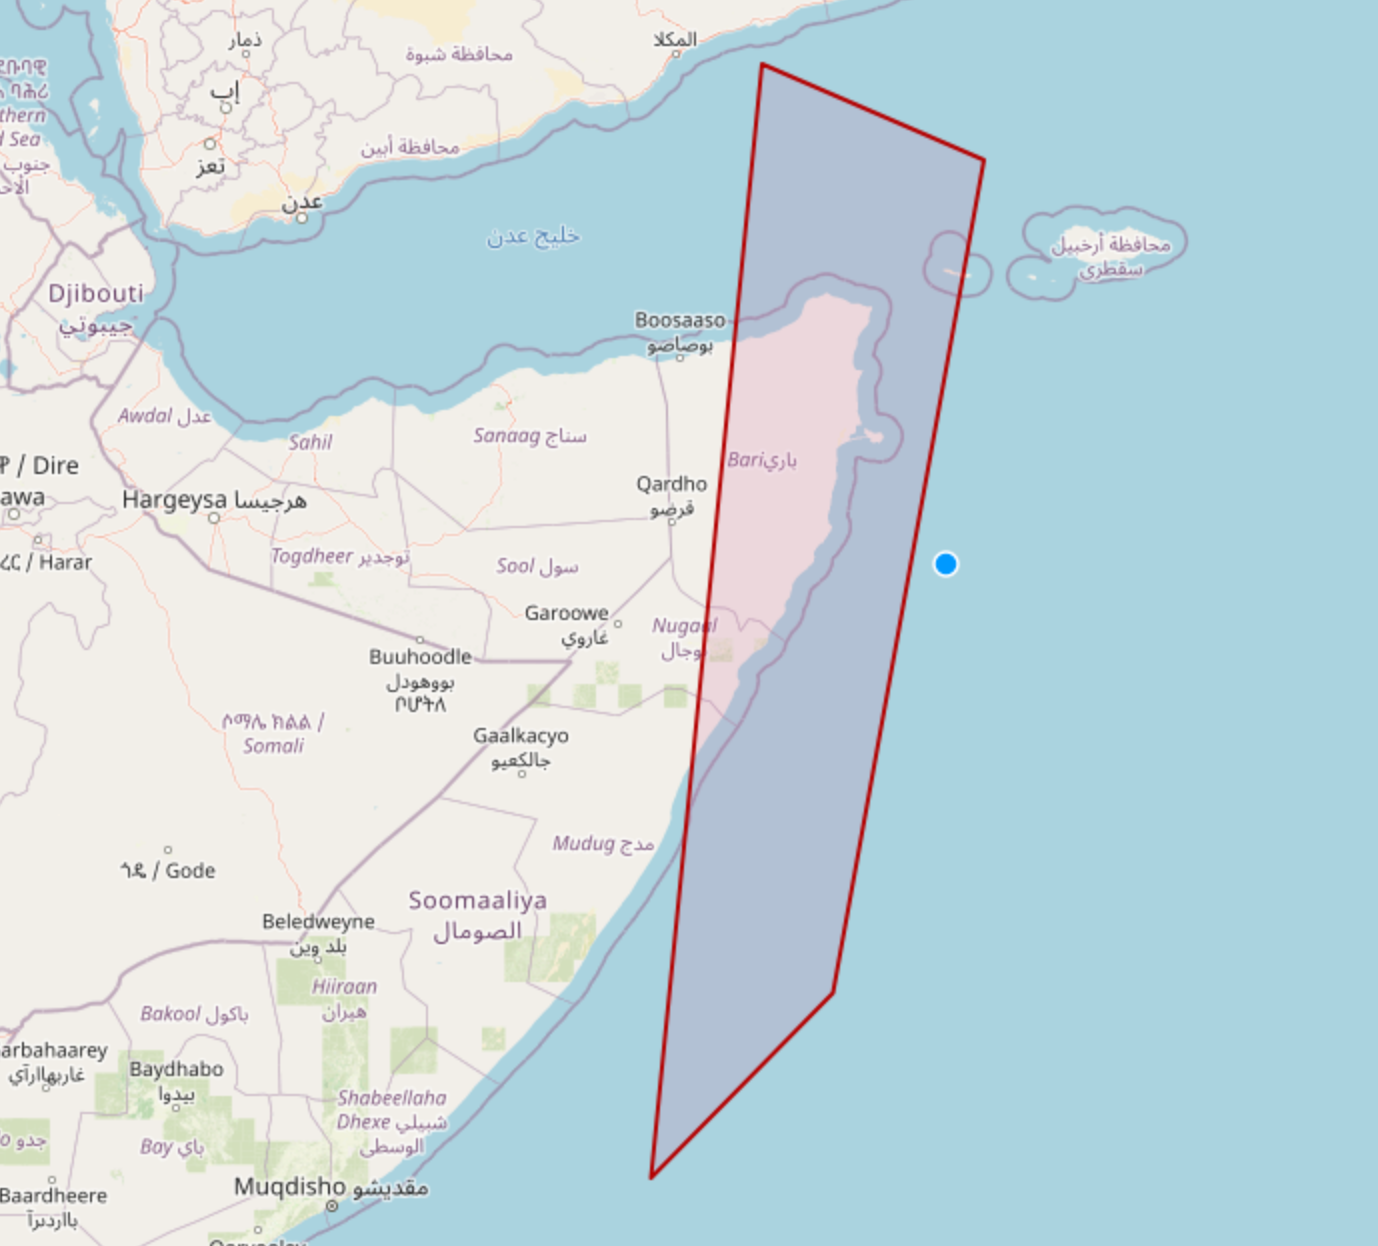 ذمار
المكلا
محافظة شبوة
إب
thern
Sea
جنوب
تعز
محافظة أبين
عدن
خليج عدن
محافظة أرخبيل
سقطرى
Djibouti
جيبوتي
Boosaaso
بوصاصو
Awdal عدل
Sahil
Sanaag سناج
Bari باري
/ Dire
awa
Qardho
قرضو
Hargeysa هرجيسا
/ Harar
Togdheer توجدير
Sool سول
Garoowe
غاروي
Nugaal
نوجال
Buuhoodle
بووهودل
ቦሆትለ
ሶማሌ ክልል /
Somali
Gaalkacyo
جالكعيو
Mudug مدج
ጎዴ / Gode
Soomaaliya
الصومال
Beledweyne
بلد وين
Hiiraan
هيران
Bakool باكول
arbahaarey
غاربهاارآي
Baydhabo
بيدوا
Shabeellaha
Dhexe شبيلي
الوسطى
o جدو
Bay باي
Muqdisho مقديشو
Baardheere
بااردىرآ